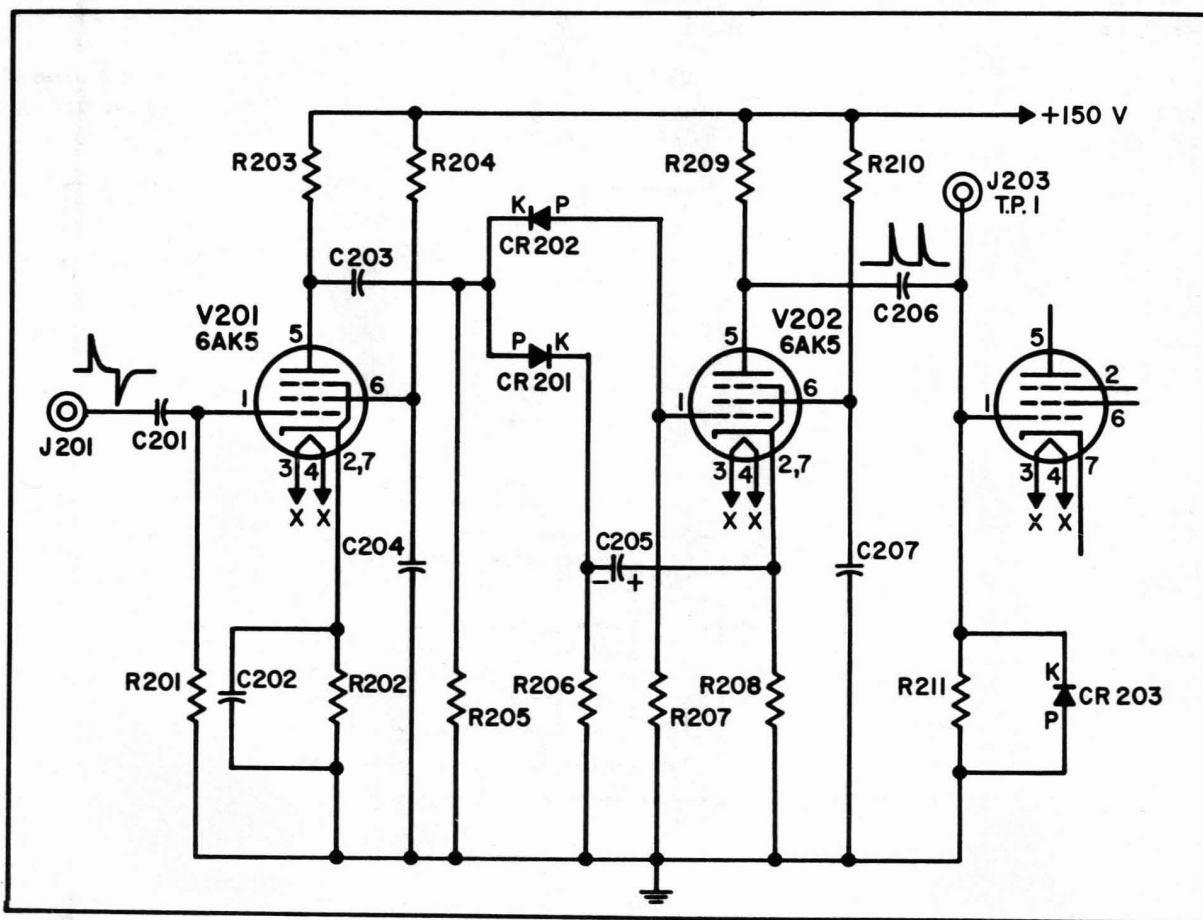 +150 V
R203
R204
R209
R210
J203
T.P. 1
K P
CR202
C203
V201
6AK5
5
6
1
J201
C201
3 4 2,7
X X
P K
CR201
C206
V202
6AK5
5
6
1
3 4 2,7
X X
5
2
1
6
3 4 7
X X
C204
C205
- +
C207
R201
C202
R202
R205
R206
R207
R208
R211
K
CR203
P